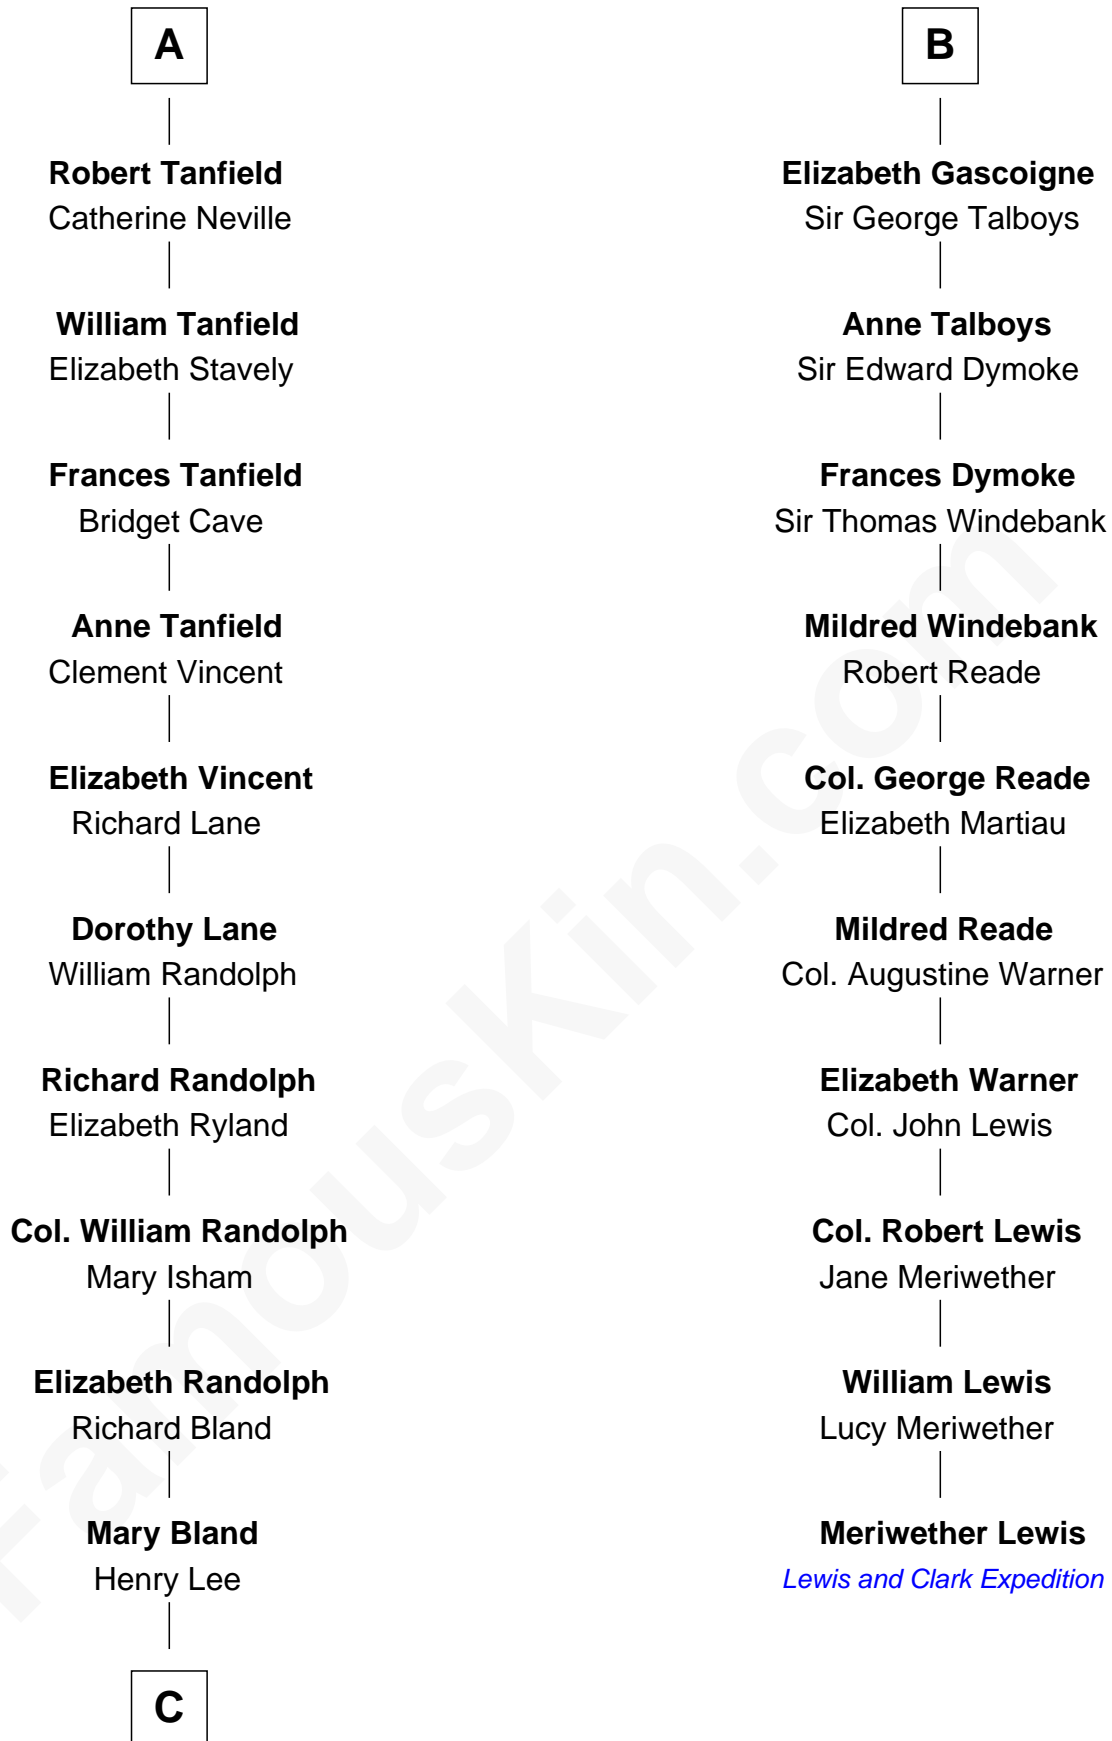 A
Robert Tanfield
Catherine Neville
William Tanfield
Elizabeth Stavely
Frances Tanfield
Bridget Cave
Anne Tanfield
Clement Vincent
Elizabeth Vincent
Richard Lane
Dorothy Lane
William Randolph
Richard Randolph
Elizabeth Ryland
Col. William Randolph
Mary Isham
Elizabeth Randolph
Richard Bland
Mary Bland
Henry Lee
C
B
Elizabeth Gascoigne
Sir George Talboys
Anne Talboys
Sir Edward Dymoke
Frances Dymoke
Sir Thomas Windebank
Mildred Windebank
Robert Reade
Col. George Reade
Elizabeth Martiau
Mildred Reade
Col. Augustine Warner
Elizabeth Warner
Col. John Lewis
Col. Robert Lewis
Jane Meriwether
William Lewis
Lucy Meriwether
Meriwether Lewis
Lewis and Clark Expedition
FamousKin.com